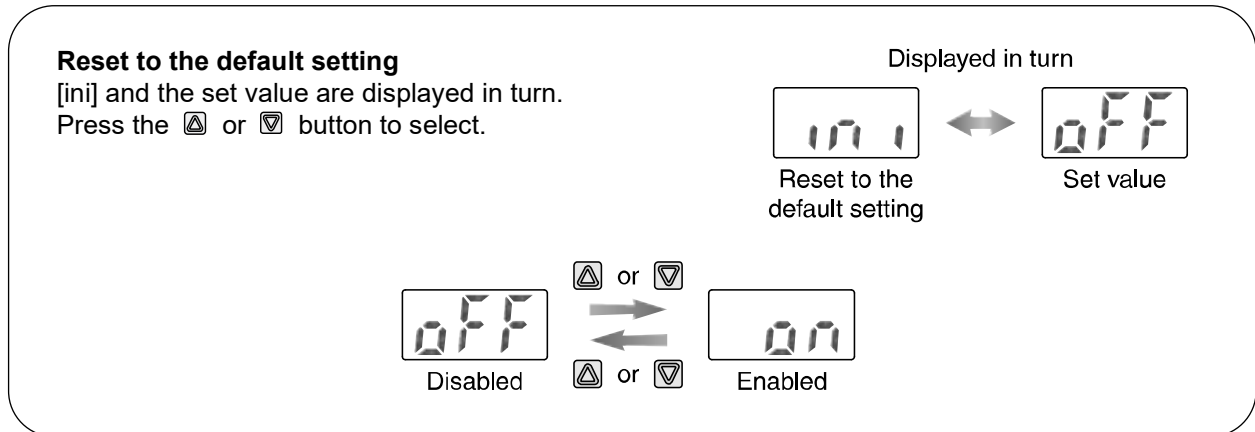 Reset to the default setting
[ini] and the set value are displayed in turn.
Press the △ or ▽ button to select.
Displayed in turn
ini
oFF
Reset to the
default setting
Set value
△ or ▽
oFF
on
Disabled
△ or ▽
Enabled